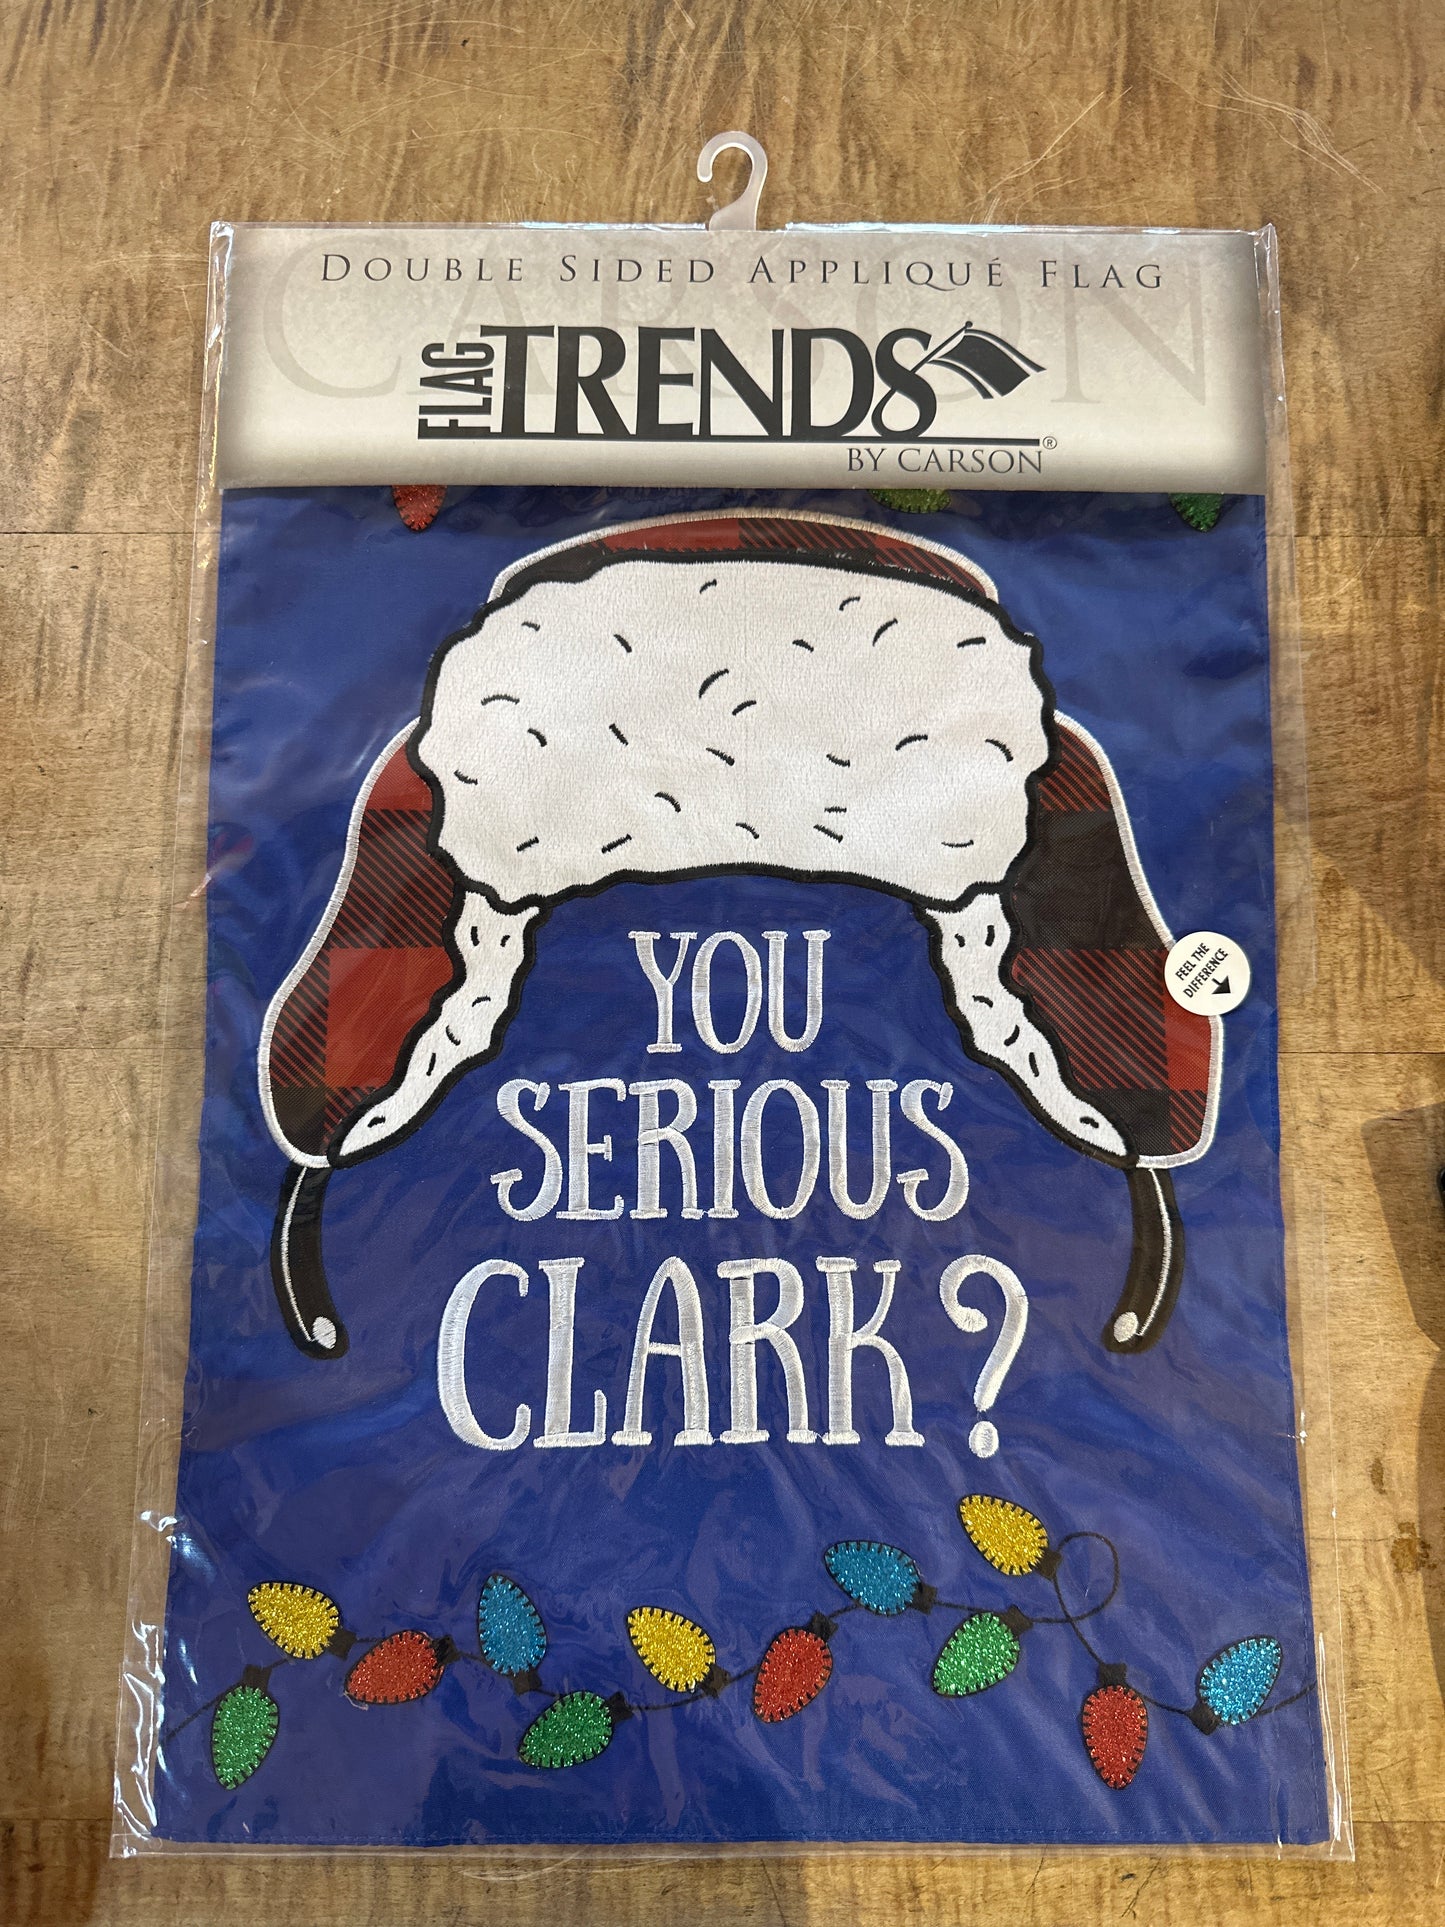 DOUBLE SIDED APPLIQUÉ FLAG
CARSON
FLAG TRENDS
BY CARSON®
FEEL THE
DIFFERENCE
YOU
SERIOUS
CLARK?